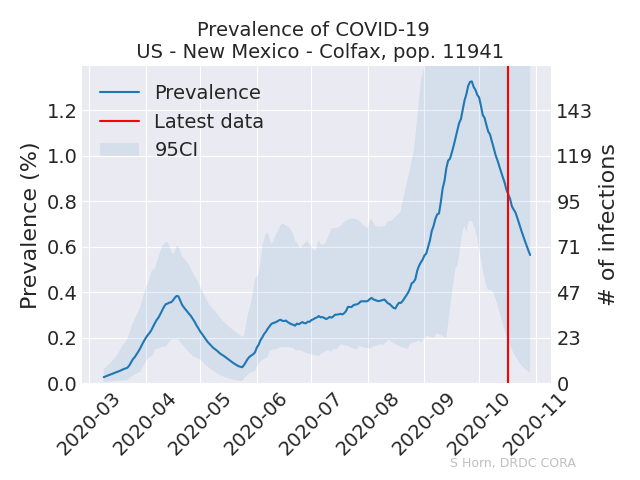 Prevalence of COVID-19
US - New Mexico - Colfax, pop. 11941
Prevalence
Latest data
95CI
Prevalence (%)
1.2
1.0
0.8
0.6
0.4
0.2
0.0
# of infections
143
119
95
71
47
23
0
2020-03
2020-04
2020-05
2020-06
2020-07
2020-08
2020-09
2020-10
2020-11
S Horn, DRDC CORA